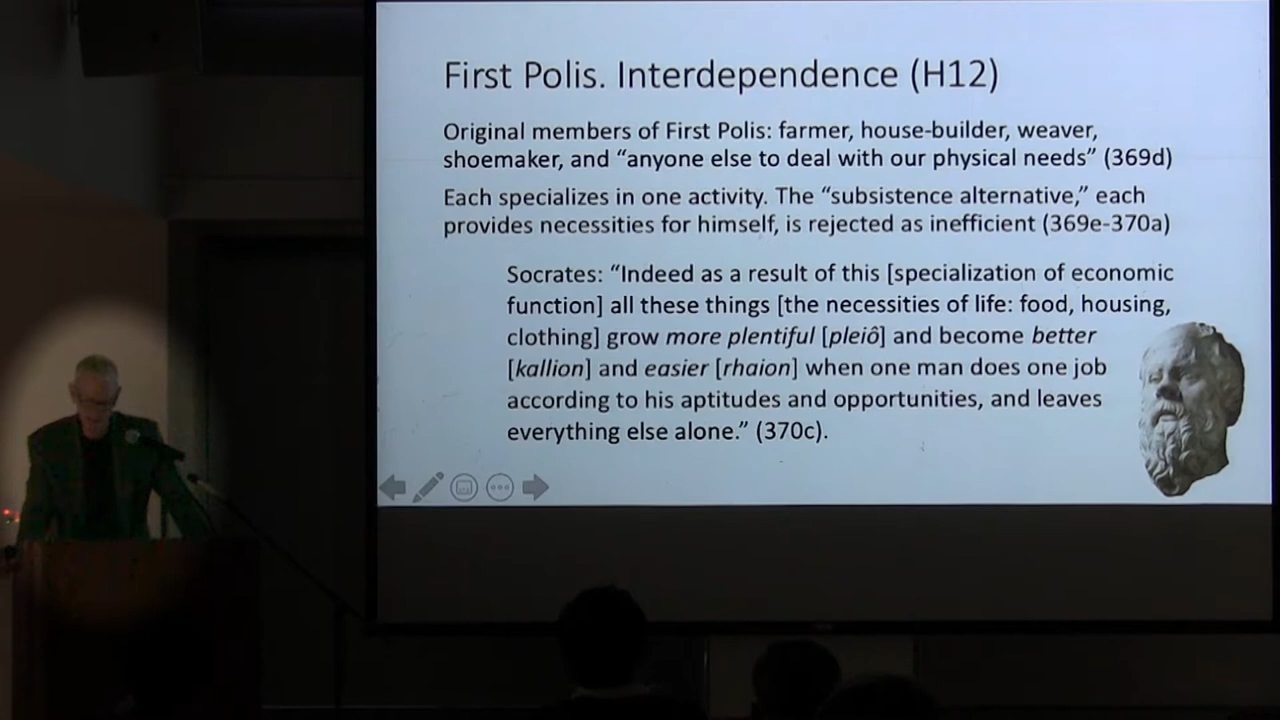 First Polis. Interdependence (H12)
Original members of First Polis: farmer, house-builder, weaver,
shoemaker, and “anyone else to deal with our physical needs” (369d)
Each specializes in one activity. The “subsistence alternative,” each
provides necessities for himself, is rejected as inefficient (369e-370a)
Socrates: “Indeed as a result of this [specialization of economic
function] all these things [the necessities of life: food, housing,
clothing] grow more plentiful [pleiô] and become better
[kallion] and easier [rhaion] when one man does one job
according to his aptitudes and opportunities, and leaves
everything else alone.” (370c).